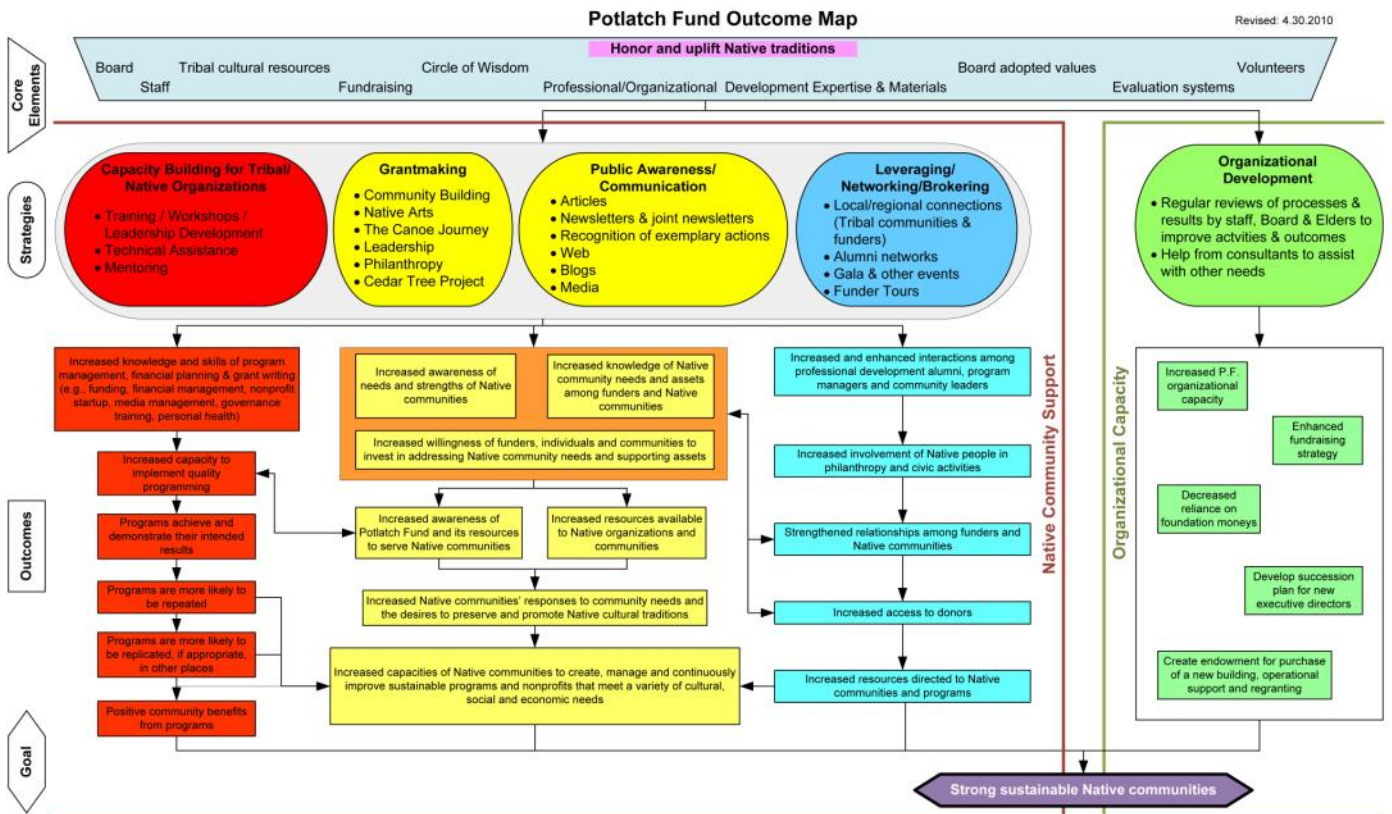 Potlatch Fund Outcome Map
Revised: 4.30.2010
Core
Elements
Honor and uplift Native traditions
Board
Tribal cultural resources
Circle of Wisdom
Board adopted values
Volunteers
Staff
Fundraising
Professional/Organizational Development Expertise & Materials
Evaluation systems
Strategies
Capacity Building for Tribal/
Native Organizations
• Training / Workshops /
Leadership Development
• Technical Assistance
• Mentoring
Grantmaking
• Community Building
• Native Arts
• The Canoe Journey
• Leadership
• Philanthropy
• Cedar Tree Project
Public Awareness/
Communication
• Articles
• Newsletters & joint newsletters
• Recognition of exemplary actions
• Web
• Blogs
• Media
Leveraging/
Networking/Brokering
• Local/regional connections
(Tribal communities &
funders)
• Alumni networks
• Gala & other events
• Funder Tours
Organizational
Development
• Regular reviews of processes &
results by staff, Board & Elders to
improve actvities & outcomes
• Help from consultants to assist
with other needs
Outcomes
Increased knowledge and skills of program
management, financial planning & grant writing
(e.g., funding, financial management, nonprofit
startup, media management, governance
training, personal health)
Increased capacity to
implement quality
programming
Programs achieve and
demonstrate their intended
results
Programs are more likely to
be repeated
Programs are more likely to
be replicated, if appropriate,
in other places
Positive community benefits
from programs
Increased awareness of
needs and strengths of Native
communities
Increased knowledge of Native
community needs and assets
among funders and Native
communities
Increased willingness of funders, individuals and communities to
invest in addressing Native community needs and supporting assets
Increased awareness of
Potlatch Fund and its resources
to serve Native communities
Increased resources available
to Native organizations and
communities
Increased Native communities' responses to community needs and
the desires to preserve and promote Native cultural traditions
Increased capacities of Native communities to create, manage and continuously
improve sustainable programs and nonprofits that meet a variety of cultural,
social and economic needs
Increased and enhanced interactions among
professional development alumni, program
managers and community leaders
Increased involvement of Native people in
philanthropy and civic activities
Strengthened relationships among funders and
Native communities
Increased access to donors
Increased resources directed to Native
communities and programs
Native Community Support
Organizational Capacity
Increased P.F.
organizational
capacity
Enhanced
fundraising
strategy
Decreased
reliance on
foundation moneys
Develop succession
plan for new
executive directors
Create endowment for purchase
of a new building, operational
support and regranting
Goal
Strong sustainable Native communities